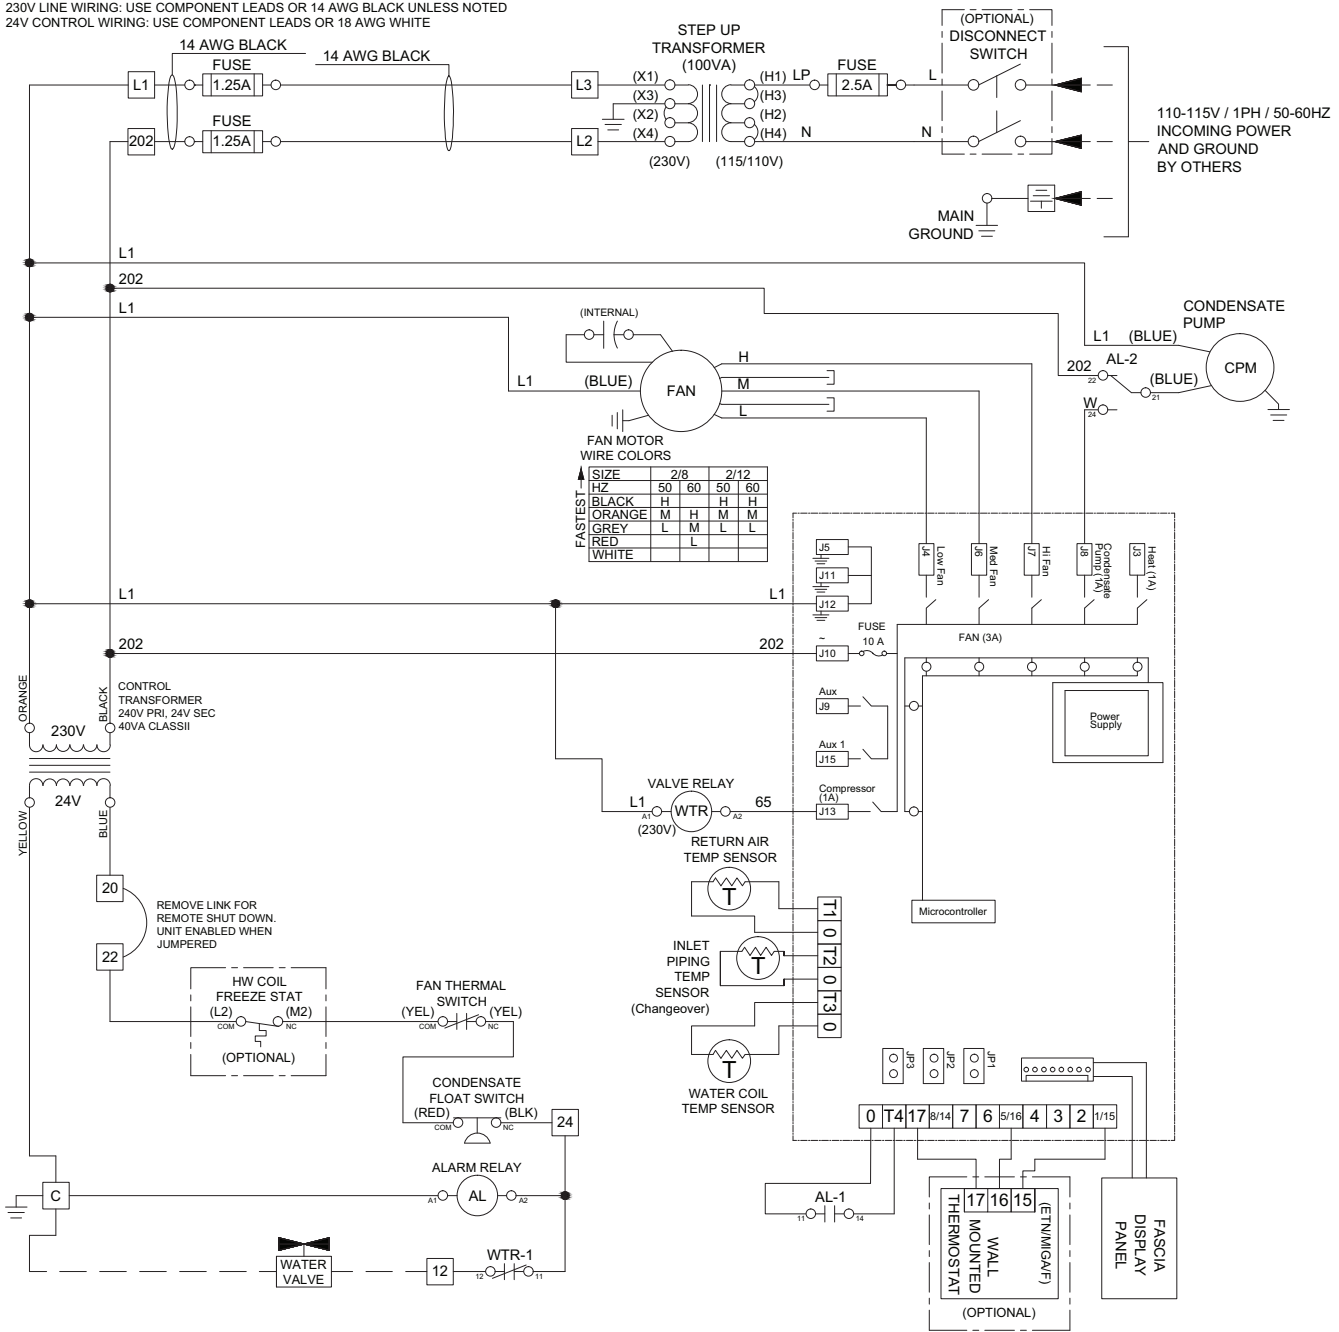 230V LINE WIRING: USE COMPONENT LEADS OR 14 AWG BLACK UNLESS NOTED
24V CONTROL WIRING: USE COMPONENT LEADS OR 18 AWG WHITE
14 AWG BLACK
14 AWG BLACK
L1
FUSE
1.25A
202
FUSE
1.25A
L3
L2
STEP UP
TRANSFORMER
(100VA)
(X1)
(X3)
(X2)
(X4)
(230V)
(H1)
(H3)
(H2)
(H4)
(115/110V)
LP
FUSE
2.5A
L
N
N
(OPTIONAL)
DISCONNECT
SWITCH
110-115V / 1PH / 50-60HZ
INCOMING POWER
AND GROUND
BY OTHERS
MAIN
GROUND
L1
202
L1
(INTERNAL)
L1
(BLUE)
FAN
H
M
L
CONDENSATE
PUMP
L1
(BLUE)
CPM
202
AL-2
22
(BLUE)
21
W
24
FAN MOTOR
WIRE COLORS
FASTEST
SIZE 2/8 2/12
HZ 50 60 50 60
BLACK H H H
ORANGE M H M M
GREY L M L L
RED L
WHITE
J5
J11
J12
J4
Low Fan
J6
Med Fan
J7
Hi Fan
J8
Condensate
Pump (1A)
J3
Heat (1A)
L1
L1
202
202
~
J10
FUSE
10 A
FAN (3A)
Aux
J9
Aux 1
J15
Compressor
(1A)
J13
Power
Supply
Microcontroller
ORANGE
BLACK
CONTROL
TRANSFORMER
240V PRI, 24V SEC
40VA CLASSII
230V
24V
YELLOW
BLUE
VALVE RELAY
L1
A1
WTR
A2
65
(230V)
RETURN AIR
TEMP SENSOR
T
INLET
PIPING
TEMP
SENSOR
(Changeover)
T
T
WATER COIL
TEMP SENSOR
T1
0
T2
0
T3
0
20
22
REMOVE LINK FOR
REMOTE SHUT DOWN.
UNIT ENABLED WHEN
JUMPERED
HW COIL
FREEZE STAT
(L2)
(M2)
COM
NC
(OPTIONAL)
FAN THERMAL
SWITCH
(YEL)
(YEL)
COM
NC
CONDENSATE
FLOAT SWITCH
(RED)
(BLK)
COM
NC
24
JP3
JP2
JP1
0 T4 17 8/14 7 6 5/16 4 3 2 1/15
ALARM RELAY
A1
AL
A2
C
WATER
VALVE
12
WTR-1
12
11
AL-1
11
14
17 16 15
WALL
MOUNTED
THERMOSTAT
(ETN/MIGA/F)
(OPTIONAL)
FASCIA
DISPLAY
PANEL